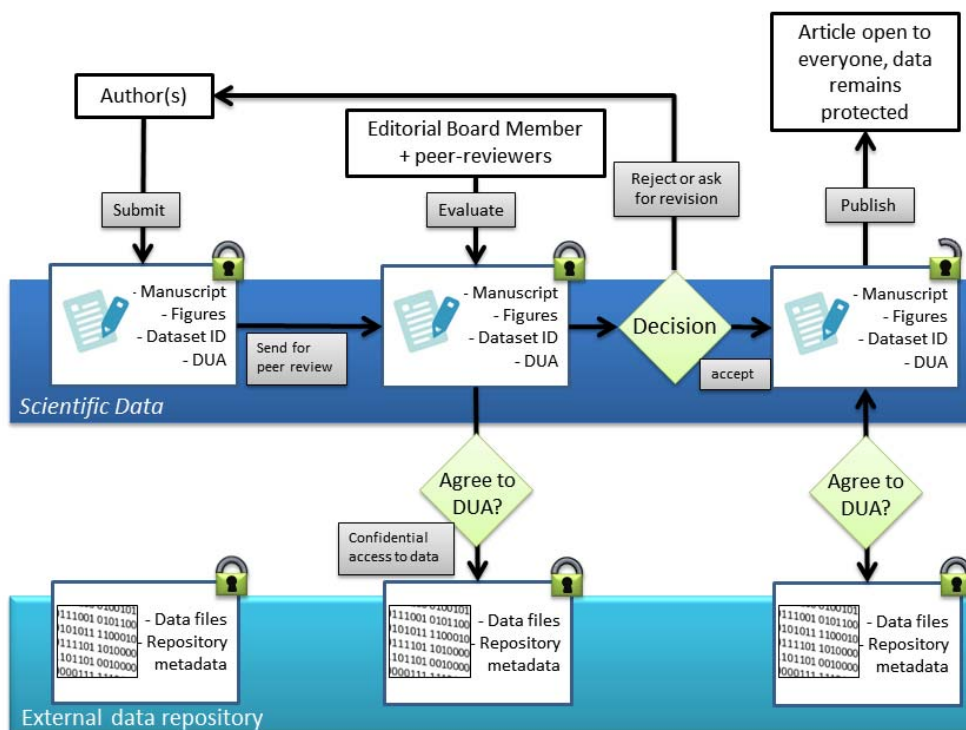 Article open to
everyone, data
remains
protected
Author(s)
Editorial Board Member
+ peer-reviewers
Reject or ask
for revision
Submit
Evaluate
Publish
- Manuscript
- Figures
- Dataset ID
- DUA
Send for
peer review
- Manuscript
- Figures
- Dataset ID
- DUA
Decision
accept
- Manuscript
- Figures
- Dataset ID
- DUA
Scientific Data
Agree to
DUA?
Agree to
DUA?
Confidential
access to data
- Data files
- Repository
metadata
- Data files
- Repository
metadata
- Data files
- Repository
metadata
External data repository